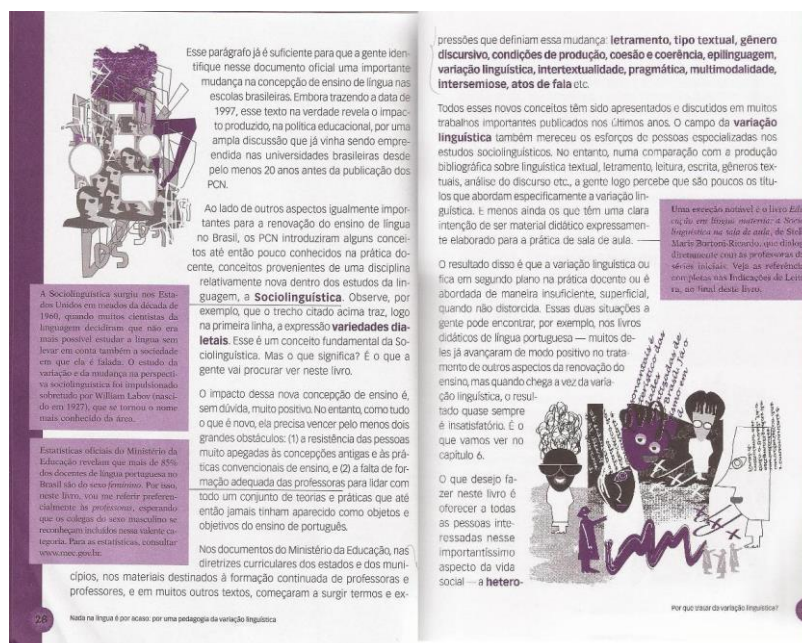 Esse parágrafo já é suficiente para que a gente iden-
tifique nesse documento oficial uma importante
mudança na concepção de ensino de língua nas
escolas brasileiras. Embora trazendo a data de
1997, esse texto na verdade revela o impac-
to produzido, na política educacional, por uma
ampla discussão que já vinha sendo empre-
endida nas universidades brasileiras desde
pelo menos 20 anos antes da publicação dos
PCN.
Ao lado de outros aspectos igualmente impor-
tantes para a renovação do ensino de língua
no Brasil, os PCN introduziram alguns concei-
tos até então pouco conhecidos na prática do-
cente, conceitos provenientes de uma disciplina
relativamente nova dentro dos estudos da lin-
guagem, a Sociolinguística. Observe, por
exemplo, que o trecho citado acima traz, logo
na primeira linha, a expressão variedades dia-
letais. Esse é um conceito fundamental da So-
ciolinguística. Mas o que significa? É o que a
gente vai procurar ver neste livro.
O impacto dessa nova concepção de ensino é,
sem dúvida, muito positivo. No entanto, como tudo
o que é novo, ela precisa vencer pelo menos dois
grandes obstáculos: (1) a resistência das pessoas
muito apegadas às concepções antigas e às prá-
ticas convencionais de ensino, e (2) a falta de for-
mação adequada das professoras para lidar com
todo um conjunto de teorias e práticas que até
então jamais tinham aparecido como objetos e
objetivos do ensino de português.
Nos documentos do Ministério da Educação, nas
diretrizes curriculares dos estados e dos muni-
cípios, nos materiais destinados à formação continuada de professoras e
professores, e em muitos outros textos, começaram a surgir termos e ex-
A Sociolinguística surgiu nos Esta-
dos Unidos em meados da década de
1960, quando muitos cientistas da
linguagem decidiram que não era
mais possível estudar a língua sem
levar em conta também a sociedade
em que ela é falada. O estudo da
variação e da mudança na perspecti-
va sociolinguística foi impulsionado
sobretudo por William Labov (nasci-
do em 1927), que se tornou o nome
mais conhecido da área.
Estatísticas oficiais do Ministério da
Educação revelam que mais de 85%
dos docentes de língua portuguesa no
Brasil são do sexo feminino. Por isso,
neste livro, vou me referir preferen-
cialmente às professoras, esperando
que os colegas do sexo masculino se
reconheçam incluídos nessa valente ca-
tegoria. Para as estatísticas, consultar
www.mec.gov.br.
28
Nada na língua é por acaso: por uma pedagogia da variação linguística
pressões que definiam essa mudança: letramento, tipo textual, gênero
discursivo, condições de produção, coesão e coerência, epilinguagem,
variação linguística, intertextualidade, pragmática, multimodalidade,
intersemiose, atos de fala etc.
Todos esses novos conceitos têm sido apresentados e discutidos em muitos
trabalhos importantes publicados nos últimos anos. O campo da variação
linguística também mereceu os esforços de pessoas especializadas nos
estudos sociolinguísticos. No entanto, numa comparação com a produção
bibliográfica sobre linguística textual, letramento, leitura, escrita, gêneros tex-
tuais, análise do discurso etc., a gente logo percebe que são poucos os títu-
los que abordam especificamente a variação lin-
guística. E menos ainda os que têm uma clara
intenção de ser material didático expressamen-
te elaborado para a prática de sala de aula.
O resultado disso é que a variação linguística ou
fica em segundo plano na prática docente ou é
abordada de maneira insuficiente, superficial,
quando não distorcida. Essas duas situações a
gente pode encontrar, por exemplo, nos livros
didáticos de língua portuguesa — muitos de-
les já avançaram de modo positivo no trata-
mento de outros aspectos da renovação do
ensino, mas quando chega a vez da varia-
ção linguística, o resul-
tado quase sempre
é insatisfatório. É o
que vamos ver no
capítulo 6.
O que desejo fa-
zer neste livro é
oferecer a todas
as pessoas inte-
ressadas nesse
importantíssimo
aspecto da vida
social — a hetero-
Uma exceção notável é o livro Edu-
cação em língua materna: a Socio-
linguística na sala de aula, de Stella
Maris Bortoni-Ricardo, que dialoga
diretamente com as professoras das
séries iniciais. Veja as referências
completas nas Indicações de Leitu-
ra, ao final deste livro.
Por que tratar da variação linguística?